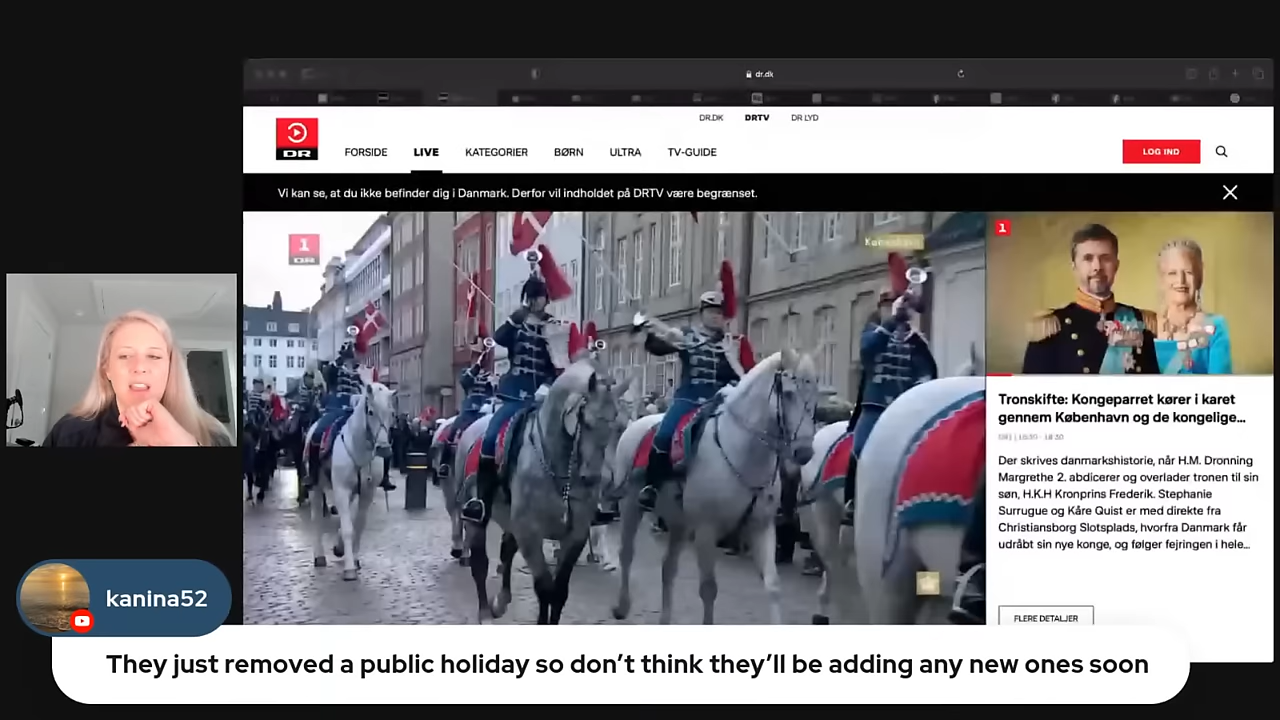 dr.dk
DR.DK
DRTV
DR LYD
DR
FORSIDE
LIVE
KATEGORIER
BØRN
ULTRA
TV-GUIDE
LOG IND
Vi kan se, at du ikke befinder dig i Danmark. Derfor vil indholdet på DRTV være begrænset.
1
DR
København
1
Tronskifte: Kongeparret kører i karet
gennem København og de kongelige...
Der skrives danmarkshistorie, når H.M. Dronning
Margrethe 2. abdicerer og overlader tronen til sin
søn, H.K.H Kronprins Frederik. Stephanie
Surrugue og Kåre Quist er med direkte fra
Christiansborg Slotsplads, hvorfra Danmark får
udråbt sin nye konge, og følger fejringen i hele...
FLERE DETALJER
kanina52
They just removed a public holiday so don’t think they’ll be adding any new ones soon